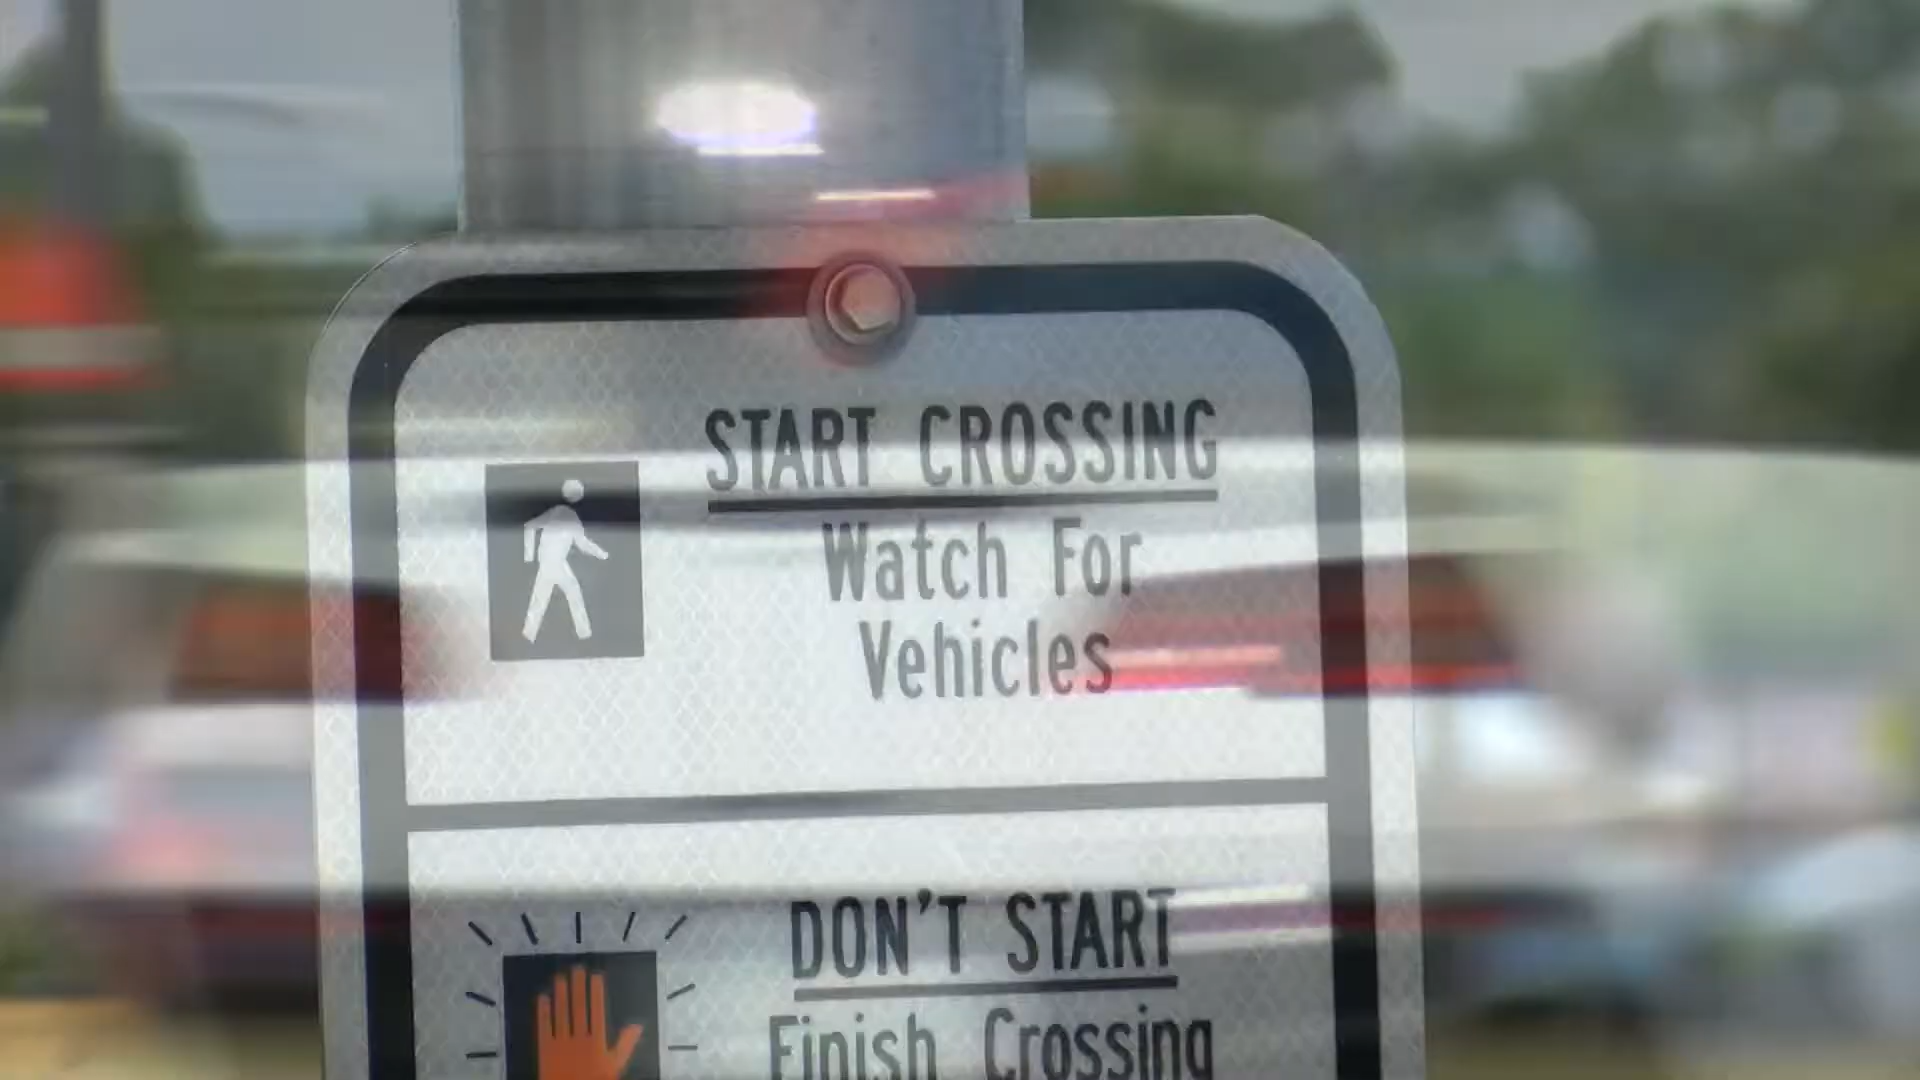 START CROSSING
Watch For
Vehicles
DON'T START
Finish Crossing